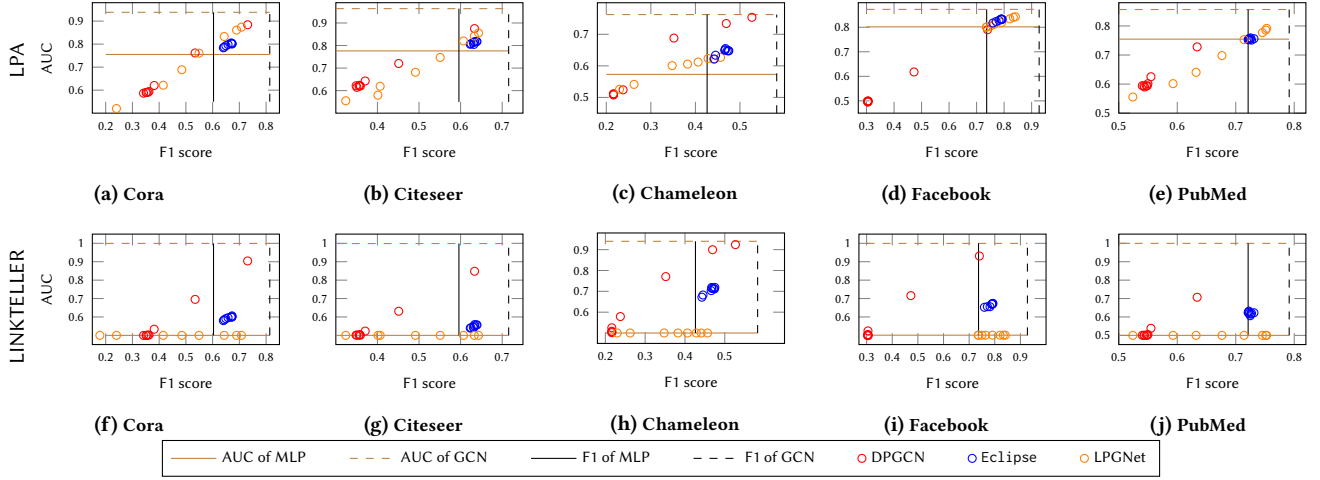 LPA
AUC
0.9
0.8
0.7
0.6
0.2 0.3 0.4 0.5 0.6 0.7 0.8
F1 score
(a) Cora
0.9
0.8
0.7
0.6
0.4 0.5 0.6 0.7
F1 score
(b) Citeseer
0.8
0.7
0.6
0.5
0.2 0.3 0.4 0.5
F1 score
(c) Chameleon
0.8
0.7
0.6
0.5
0.4 0.5 0.6 0.7 0.8 0.9
F1 score
(d) Facebook
0.8
0.7
0.6
0.5
0.5 0.6 0.7 0.8
F1 score
(e) PubMed
LINKTELLER
AUC
1
0.9
0.8
0.7
0.6
0.2 0.3 0.4 0.5 0.6 0.7 0.8
F1 score
(f) Cora
1
0.9
0.8
0.7
0.6
0.4 0.5 0.6 0.7
F1 score
(g) Citeseer
0.9
0.8
0.7
0.6
0.2 0.3 0.4 0.5
F1 score
(h) Chameleon
1
0.9
0.8
0.7
0.6
0.4 0.5 0.6 0.7 0.8 0.9
F1 score
(i) Facebook
1
0.9
0.8
0.7
0.6
0.5
0.5 0.6 0.7 0.8
F1 score
(j) PubMed
AUC of MLP AUC of GCN F1 of MLP F1 of GCN DPGCN Eclipse LPGNet